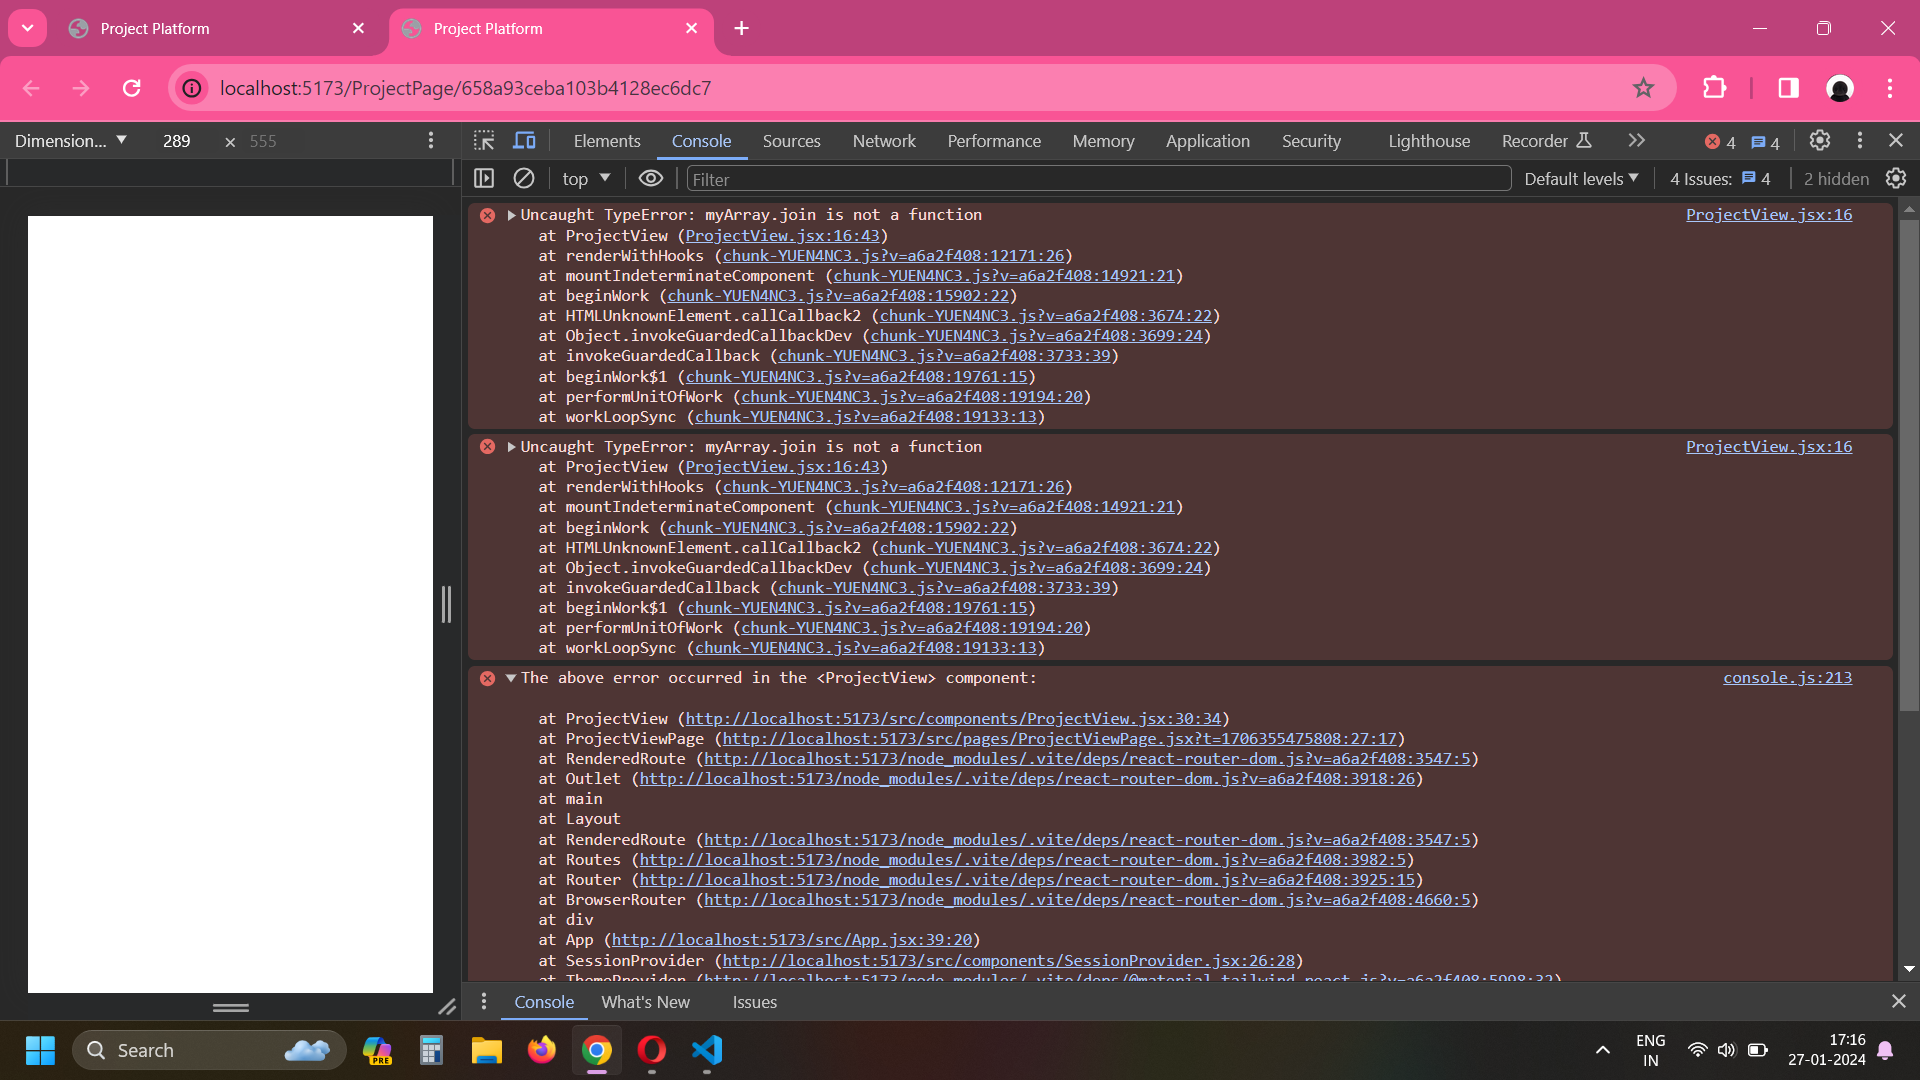 Project Platform
Project Platform
localhost:5173/ProjectPage/658a93ceba103b4128ec6dc7
Dimension... 289 × 555
Elements Console Sources Network Performance Memory Application Security Lighthouse Recorder 4 4
top Filter Default levels 4 Issues: 4 2 hidden
Uncaught TypeError: myArray.join is not a function ProjectView.jsx:16
at ProjectView (ProjectView.jsx:16:43)
at renderWithHooks (chunk-YUEN4NC3.js?v=a6a2f408:12171:26)
at mountIndeterminateComponent (chunk-YUEN4NC3.js?v=a6a2f408:14921:21)
at beginWork (chunk-YUEN4NC3.js?v=a6a2f408:15902:22)
at HTMLUnknownElement.callCallback2 (chunk-YUEN4NC3.js?v=a6a2f408:3674:22)
at Object.invokeGuardedCallbackDev (chunk-YUEN4NC3.js?v=a6a2f408:3699:24)
at invokeGuardedCallback (chunk-YUEN4NC3.js?v=a6a2f408:3733:39)
at beginWork$1 (chunk-YUEN4NC3.js?v=a6a2f408:19761:15)
at performUnitOfWork (chunk-YUEN4NC3.js?v=a6a2f408:19194:20)
at workLoopSync (chunk-YUEN4NC3.js?v=a6a2f408:19133:13)
Uncaught TypeError: myArray.join is not a function ProjectView.jsx:16
at ProjectView (ProjectView.jsx:16:43)
at renderWithHooks (chunk-YUEN4NC3.js?v=a6a2f408:12171:26)
at mountIndeterminateComponent (chunk-YUEN4NC3.js?v=a6a2f408:14921:21)
at beginWork (chunk-YUEN4NC3.js?v=a6a2f408:15902:22)
at HTMLUnknownElement.callCallback2 (chunk-YUEN4NC3.js?v=a6a2f408:3674:22)
at Object.invokeGuardedCallbackDev (chunk-YUEN4NC3.js?v=a6a2f408:3699:24)
at invokeGuardedCallback (chunk-YUEN4NC3.js?v=a6a2f408:3733:39)
at beginWork$1 (chunk-YUEN4NC3.js?v=a6a2f408:19761:15)
at performUnitOfWork (chunk-YUEN4NC3.js?v=a6a2f408:19194:20)
at workLoopSync (chunk-YUEN4NC3.js?v=a6a2f408:19133:13)
The above error occurred in the <ProjectView> component: console.js:213
at ProjectView (http://localhost:5173/src/components/ProjectView.jsx:30:34)
at ProjectViewPage (http://localhost:5173/src/pages/ProjectViewPage.jsx?t=1706355475808:27:17)
at RenderedRoute (http://localhost:5173/node_modules/.vite/deps/react-router-dom.js?v=a6a2f408:3547:5)
at Outlet (http://localhost:5173/node_modules/.vite/deps/react-router-dom.js?v=a6a2f408:3918:26)
at main
at Layout
at RenderedRoute (http://localhost:5173/node_modules/.vite/deps/react-router-dom.js?v=a6a2f408:3547:5)
at Routes (http://localhost:5173/node_modules/.vite/deps/react-router-dom.js?v=a6a2f408:3982:5)
at Router (http://localhost:5173/node_modules/.vite/deps/react-router-dom.js?v=a6a2f408:3925:15)
at BrowserRouter (http://localhost:5173/node_modules/.vite/deps/react-router-dom.js?v=a6a2f408:4660:5)
at div
at App (http://localhost:5173/src/App.jsx:39:20)
at SessionProvider (http://localhost:5173/src/components/SessionProvider.jsx:26:28)
at ThemeProvider (http://localhost:5173/node_modules/.vite/deps/@material-tailwind_react.js?v=a6a2f408:5998:32)
Console What's New Issues
Search PRE ENG 17:16
IN 27-01-2024